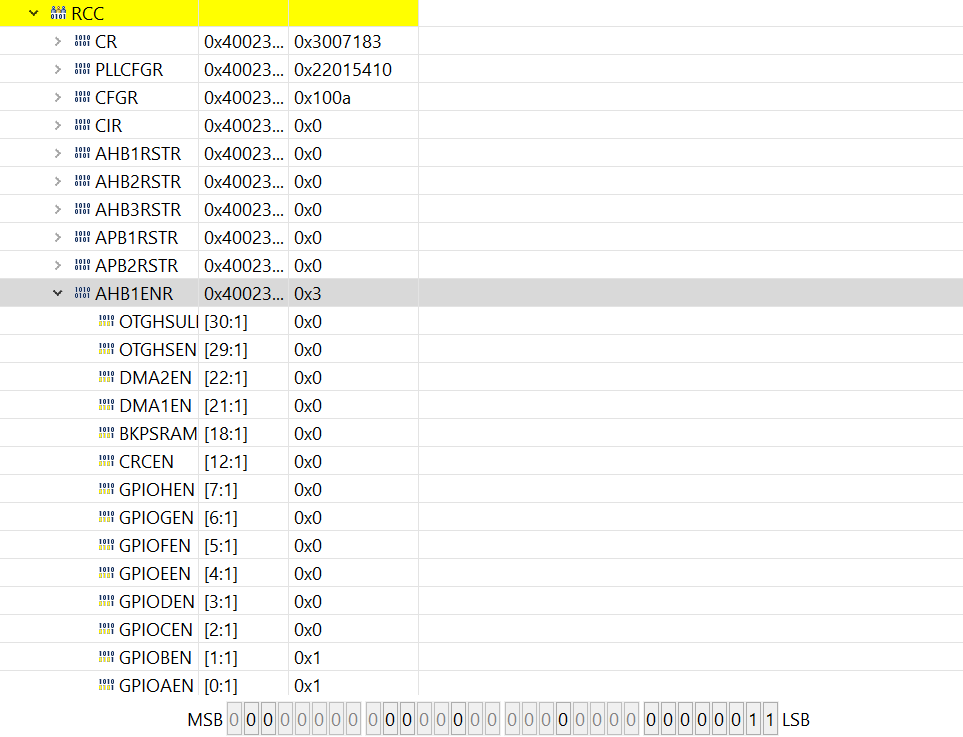 RCC
CR 0x40023... 0x3007183
PLLCFGR 0x40023... 0x22015410
CFGR 0x40023... 0x100a
CIR 0x40023... 0x0
AHB1RSTR 0x40023... 0x0
AHB2RSTR 0x40023... 0x0
AHB3RSTR 0x40023... 0x0
APB1RSTR 0x40023... 0x0
APB2RSTR 0x40023... 0x0
AHB1ENR 0x40023... 0x3
OTGHSULI [30:1] 0x0
OTGHSEN [29:1] 0x0
DMA2EN [22:1] 0x0
DMA1EN [21:1] 0x0
BKPSRAM [18:1] 0x0
CRCEN [12:1] 0x0
GPIOHEN [7:1] 0x0
GPIOGEN [6:1] 0x0
GPIOFEN [5:1] 0x0
GPIOEEN [4:1] 0x0
GPIODEN [3:1] 0x0
GPIOCEN [2:1] 0x0
GPIOBEN [1:1] 0x1
GPIOAEN [0:1] 0x1
MSB 0 0 0 0 0 0 0 0 0 0 0 0 0 0 0 0 0 0 0 0 0 0 0 0 0 0 0 0 0 0 1 1 LSB